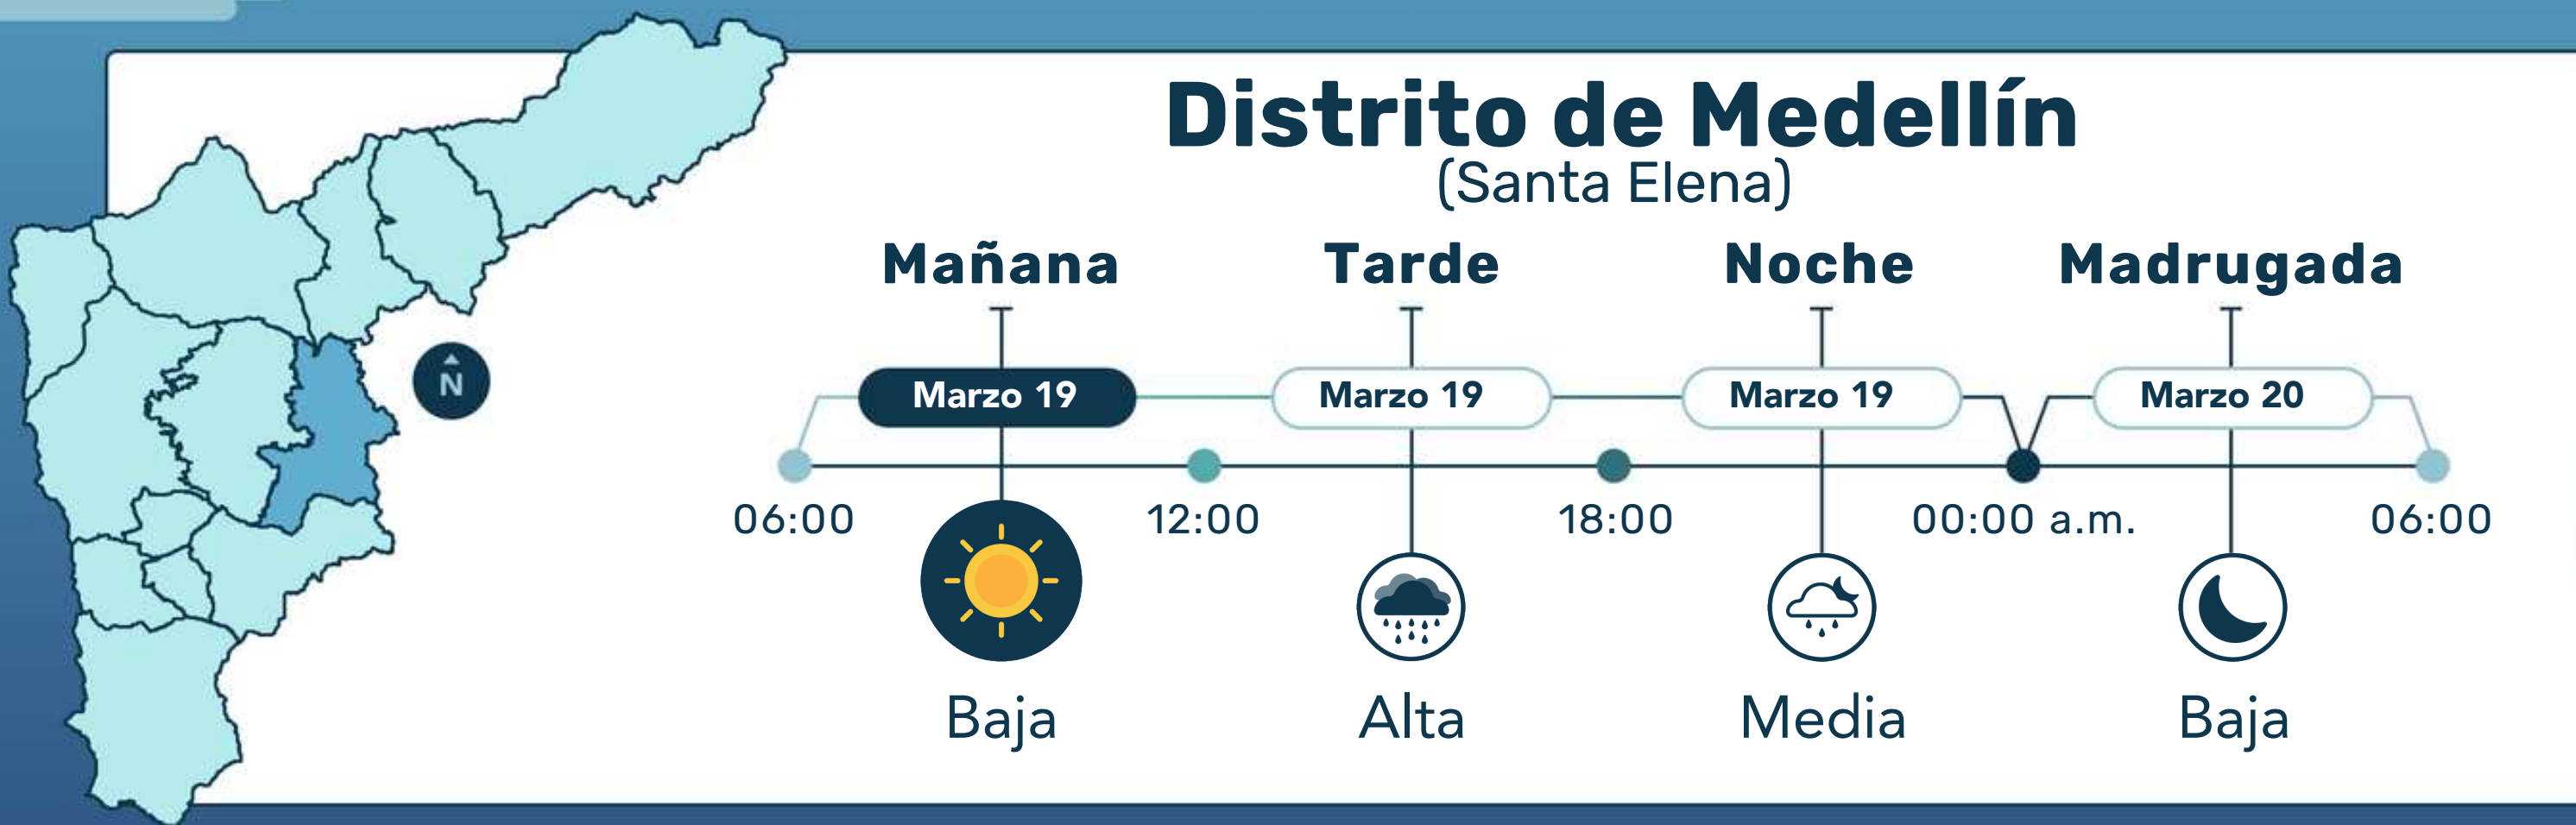 Distrito de Medellín
(Santa Elena)
Mañana Tarde Noche Madrugada
N
Marzo 19 Marzo 19 Marzo 19 Marzo 20
06:00 12:00 18:00 00:00 a.m. 06:00
Baja Alta Media Baja